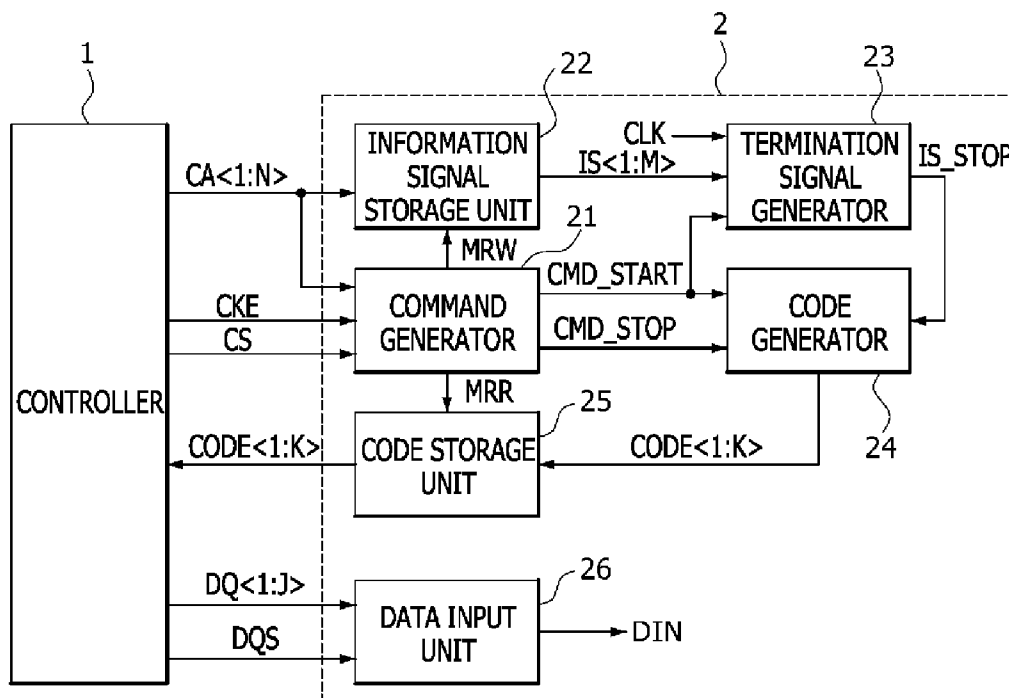 1
2
22
23
CA<1:N>
INFORMATION
SIGNAL
STORAGE UNIT
CLK
IS<1:M>
TERMINATION
SIGNAL
GENERATOR
IS_STOP
MRW
21
CKE
CS
COMMAND
GENERATOR
CMD_START
CMD_STOP
CODE
GENERATOR
24
CONTROLLER
MRR
25
CODE<1:K>
CODE STORAGE
UNIT
CODE<1:K>
DQ<1:J>
DQS
DATA INPUT
UNIT
26
DIN